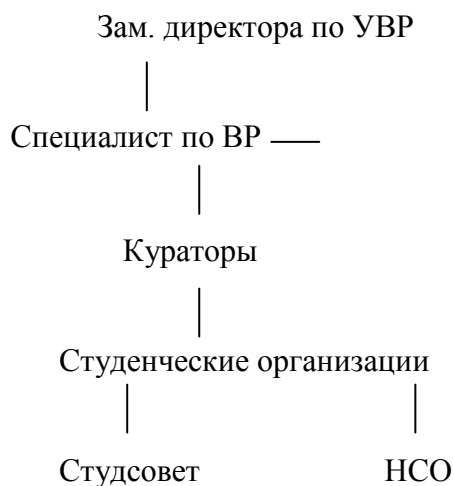 Зам. директора по УВР
Специалист по ВР
Кураторы
Студенческие организации
Студсовет НСО